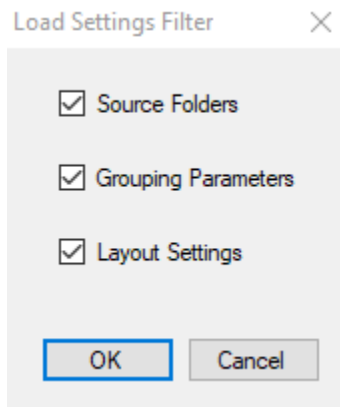 Load Settings Filter
Source Folders
Grouping Parameters
Layout Settings
OK Cancel